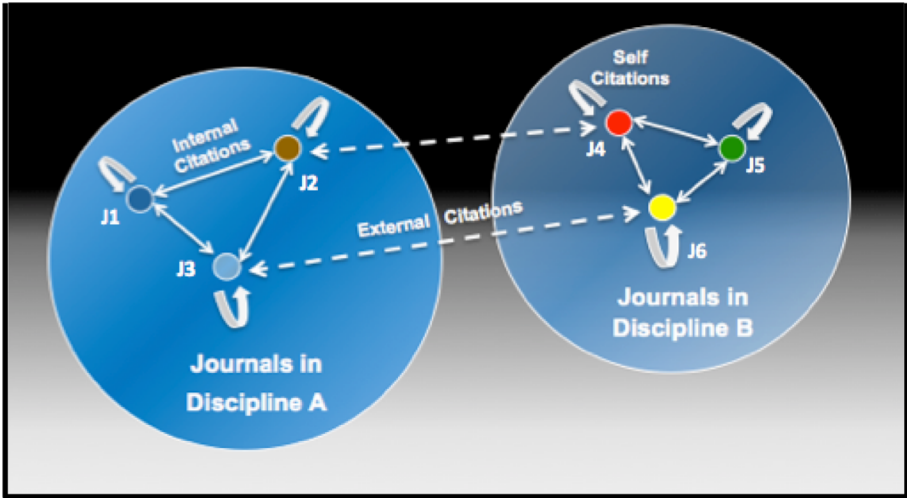 Self
Citations
Internal
Citations
J1
J2
J3
J4
J5
J6
External Citations
Journals in
Discipline A
Journals in
Discipline B